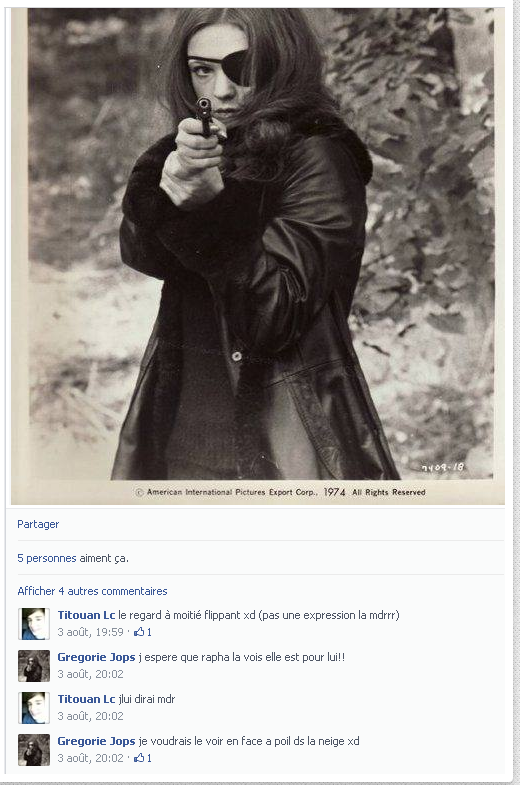 7409-18
© American International Pictures Export Corp., 1974 All Rights Reserved
Partager
5 personnes aiment ça.
Afficher 4 autres commentaires
Titouan Lc le regard à moitié flippant xd (pas une expression la mdrrr)
3 août, 19:59 · 1
Gregorie Jops j espere que rapha la vois elle est pour lui!!
3 août, 20:02
Titouan Lc jlui dirai mdr
3 août, 20:02
Gregorie Jops je voudrais le voir en face a poil ds la neige xd
3 août, 20:02 · 1